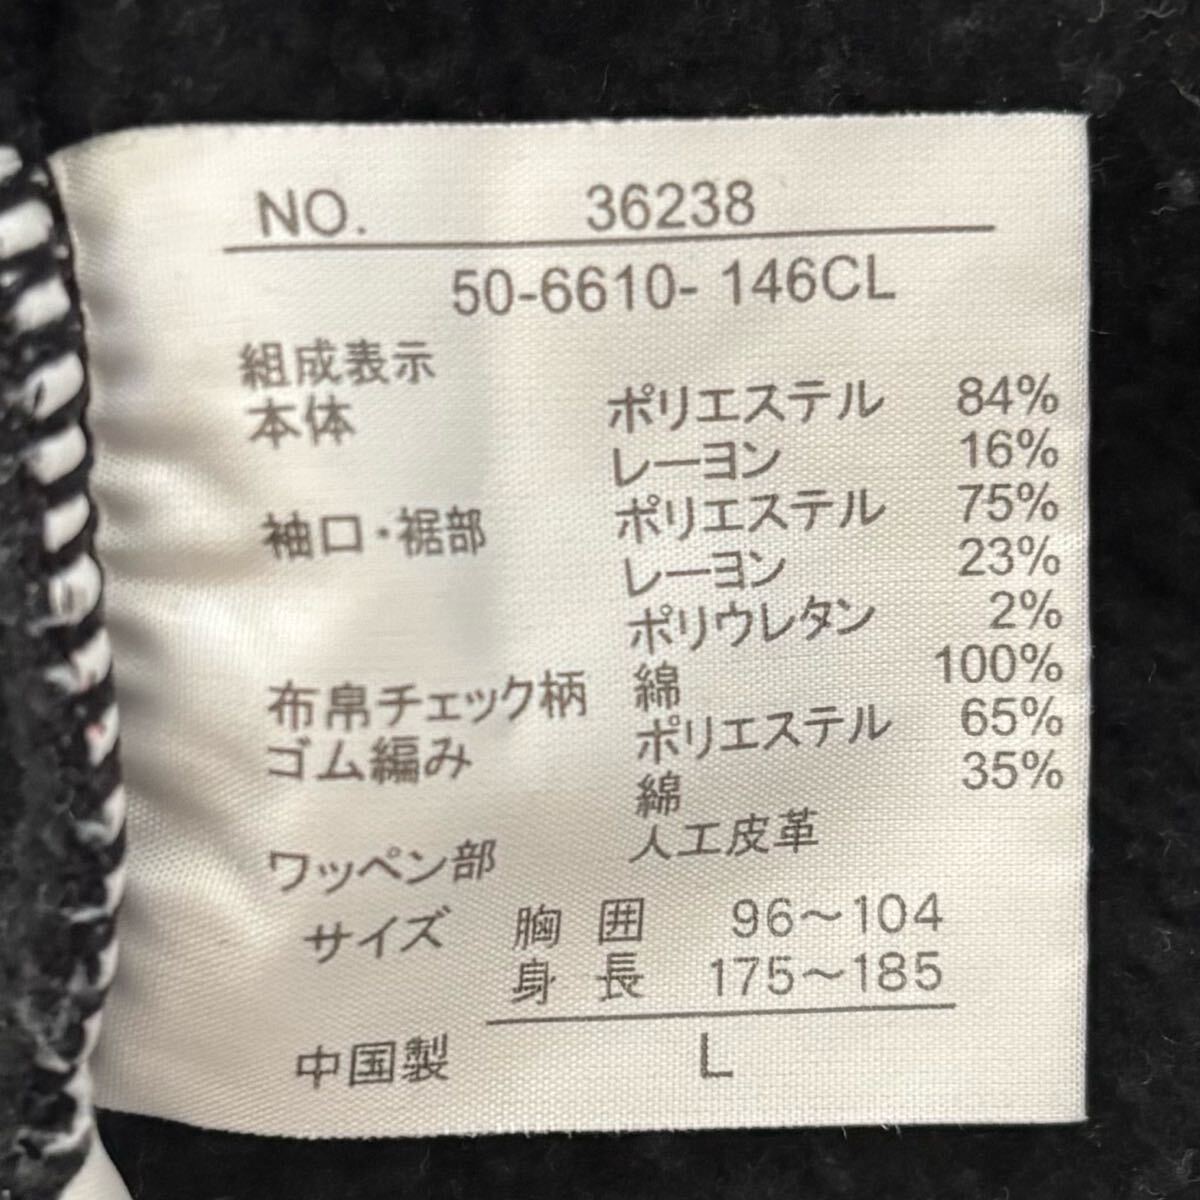 NO. 36238
50-6610- 146CL
組成表示
本体 ポリエステル 84%
レーヨン 16%
袖口・裾部 ポリエステル 75%
レーヨン 23%
ポリウレタン 2%
布帛チェック柄 綿 100%
ゴム編み ポリエステル 65%
綿 35%
ワッペン部 人工皮革
サイズ 胸囲 96～104
身長 175～185
中国製 L